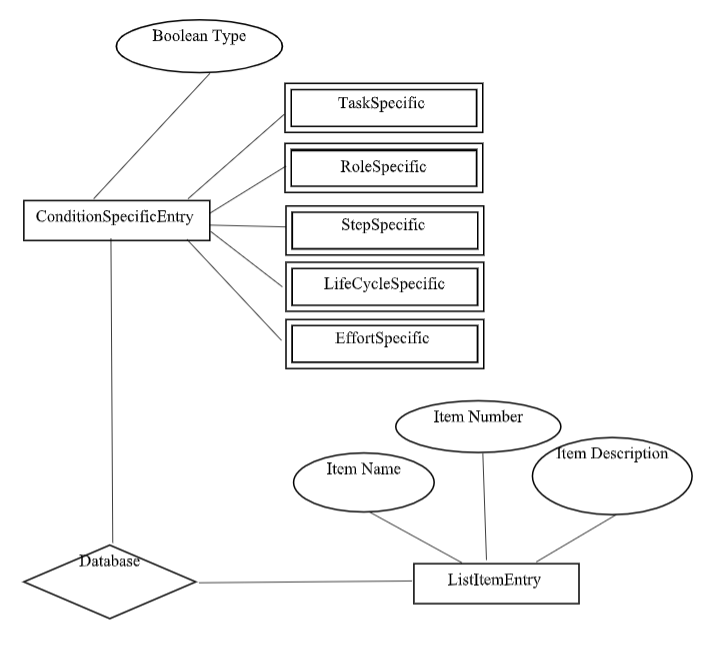 Boolean Type
TaskSpecific
RoleSpecific
ConditionSpecificEntry
StepSpecific
LifeCycleSpecific
EffortSpecific
Item Number
Item Name
Item Description
Database
ListItemEntry